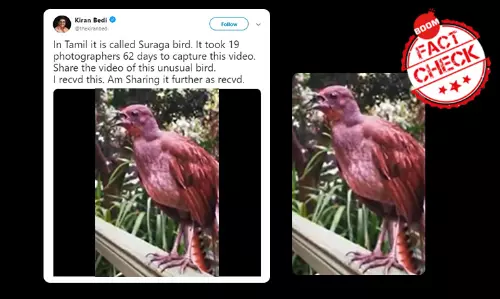 Kiran Bedi
@thekiranbedi
Follow
In Tamil it is called Suraga bird. It took 19
photographers 62 days to capture this video.
Share the video of this unusual bird.
I recvd this. Am Sharing it further as recvd.
BOOM
FACT
CHECK